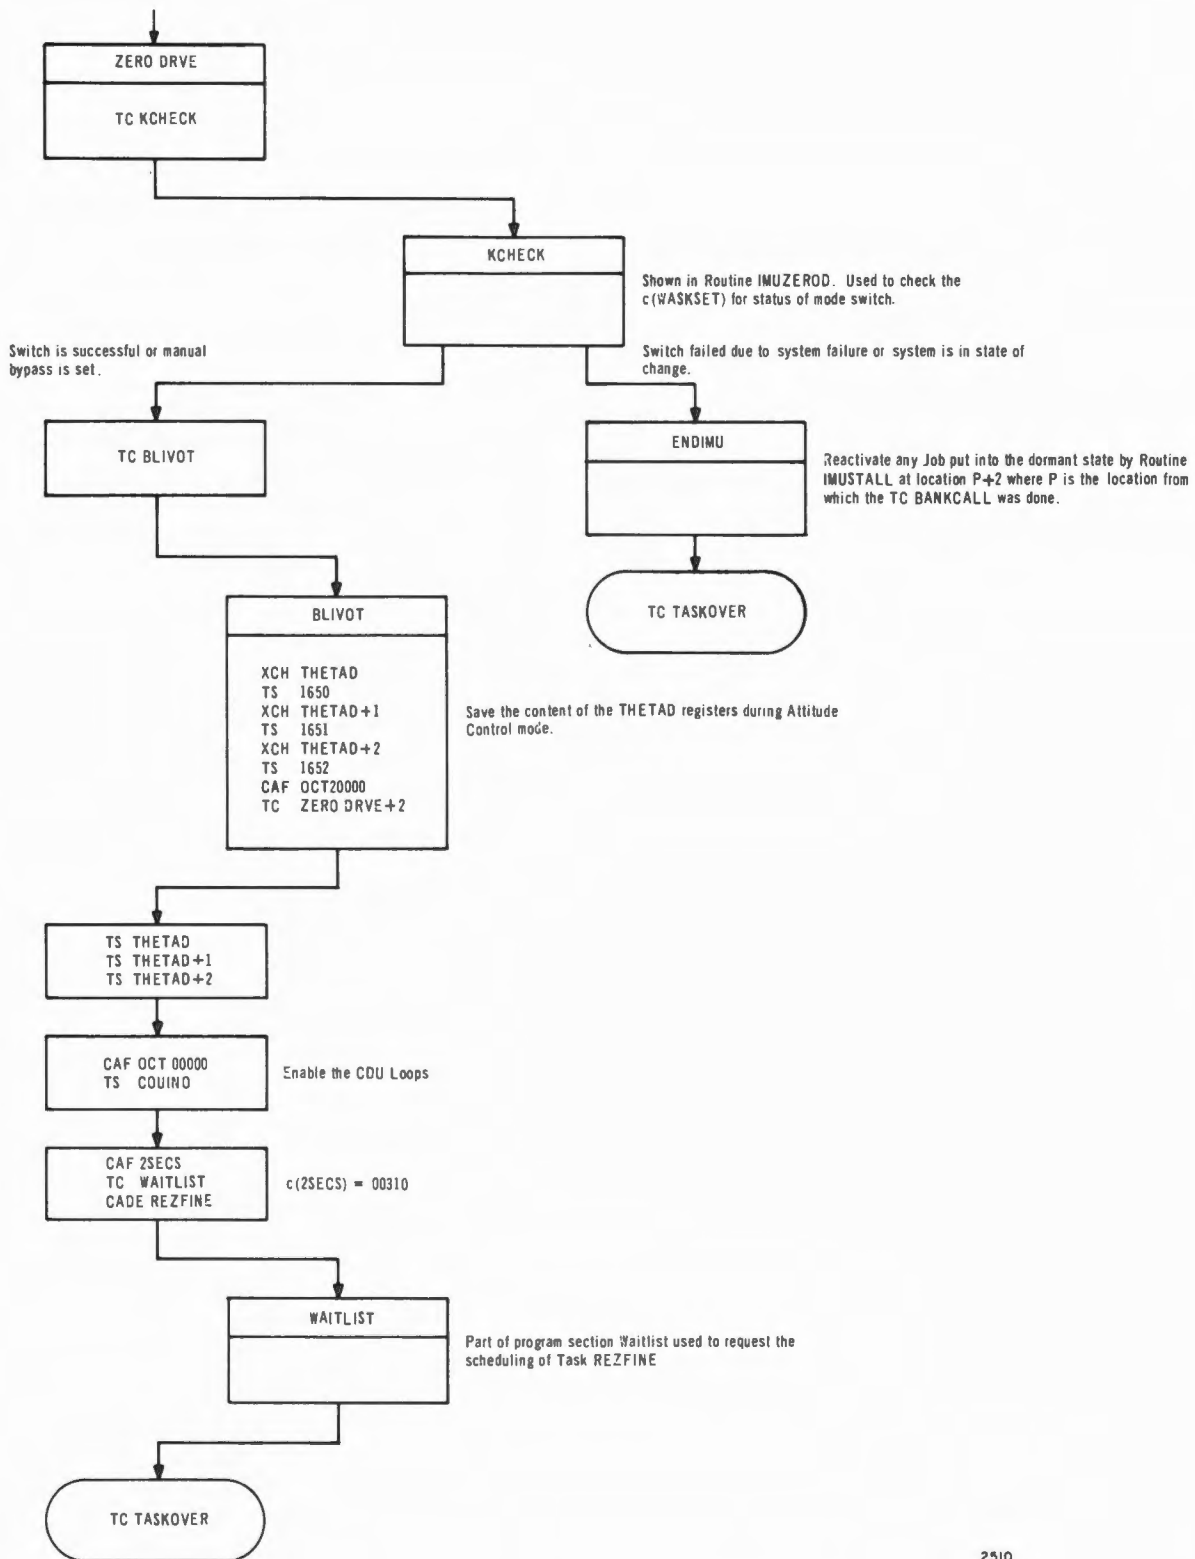 ZERO DRVE
TC KCHECK
KCHECK
Shown in Routine IMUZEROD. Used to check the
c(WASKSET) for status of mode switch.
Switch is successful or manual
bypass is set.
Switch failed due to system failure or system is in state of
change.
TC BLIVOT
ENDIMU
Reactivate any Job put into the dormant state by Routine
IMUSTALL at location P+2 where P is the location from
which the TC BANKCALL was done.
TC TASKOVER
BLIVOT
XCH THETAD
TS 1650
XCH THETAD+1
TS 1651
XCH THETAD+2
TS 1652
CAF OCT20000
TC ZERO DRVE+2
Save the content of the THETAD registers during Attitude
Control mode.
TS THETAD
TS THETAD+1
TS THETAD+2
CAF OCT 00000
TS COUINO
Enable the CDU Loops
CAF 2SECS
TC WAITLIST
CADE REZFINE
c(2SECS) = 00310
WAITLIST
Part of program section Waitlist used to request the
scheduling of Task REZFINE
TC TASKOVER
2510